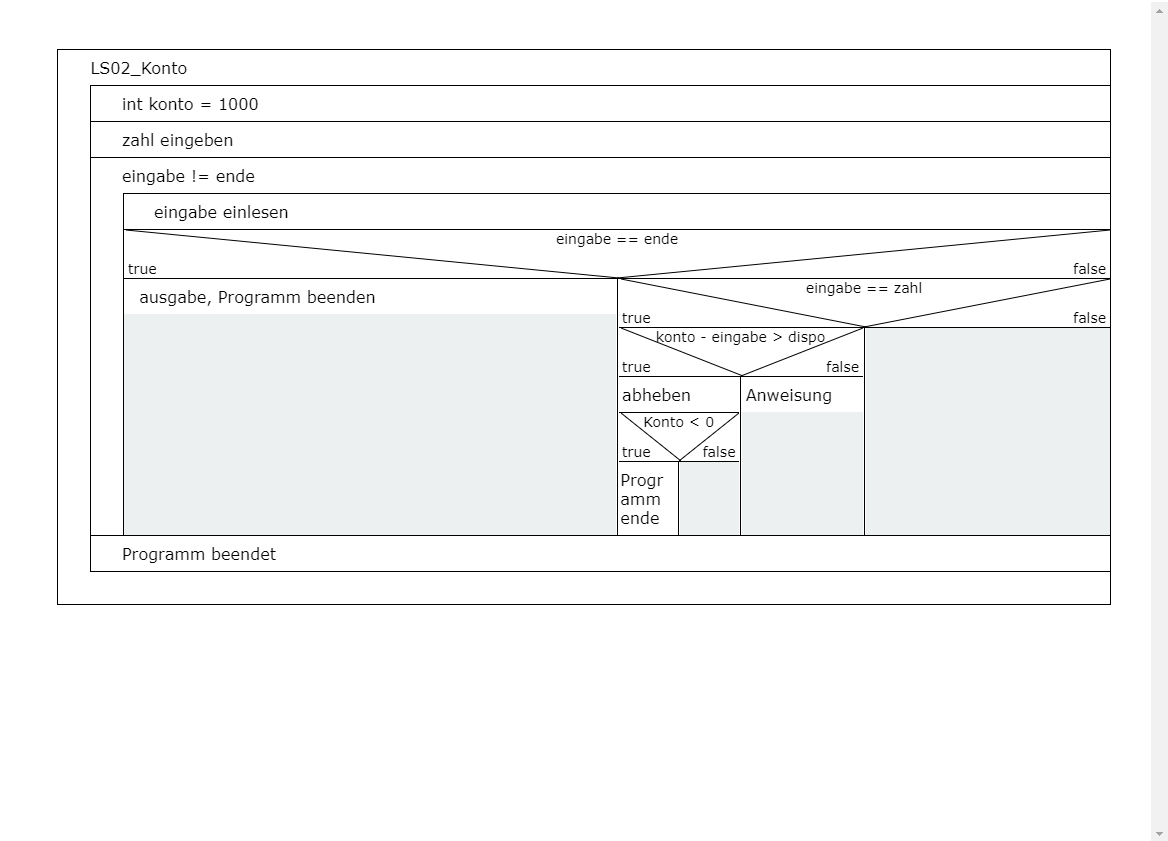 LS02_Konto
int konto = 1000
zahl eingeben
eingabe != ende
eingabe einlesen
eingabe == ende
true
false
ausgabe, Programm beenden
eingabe == zahl
true
false
konto - eingabe > dispo
true
false
abheben
Anweisung
Konto < 0
true
false
Progr
amm
ende
Programm beendet